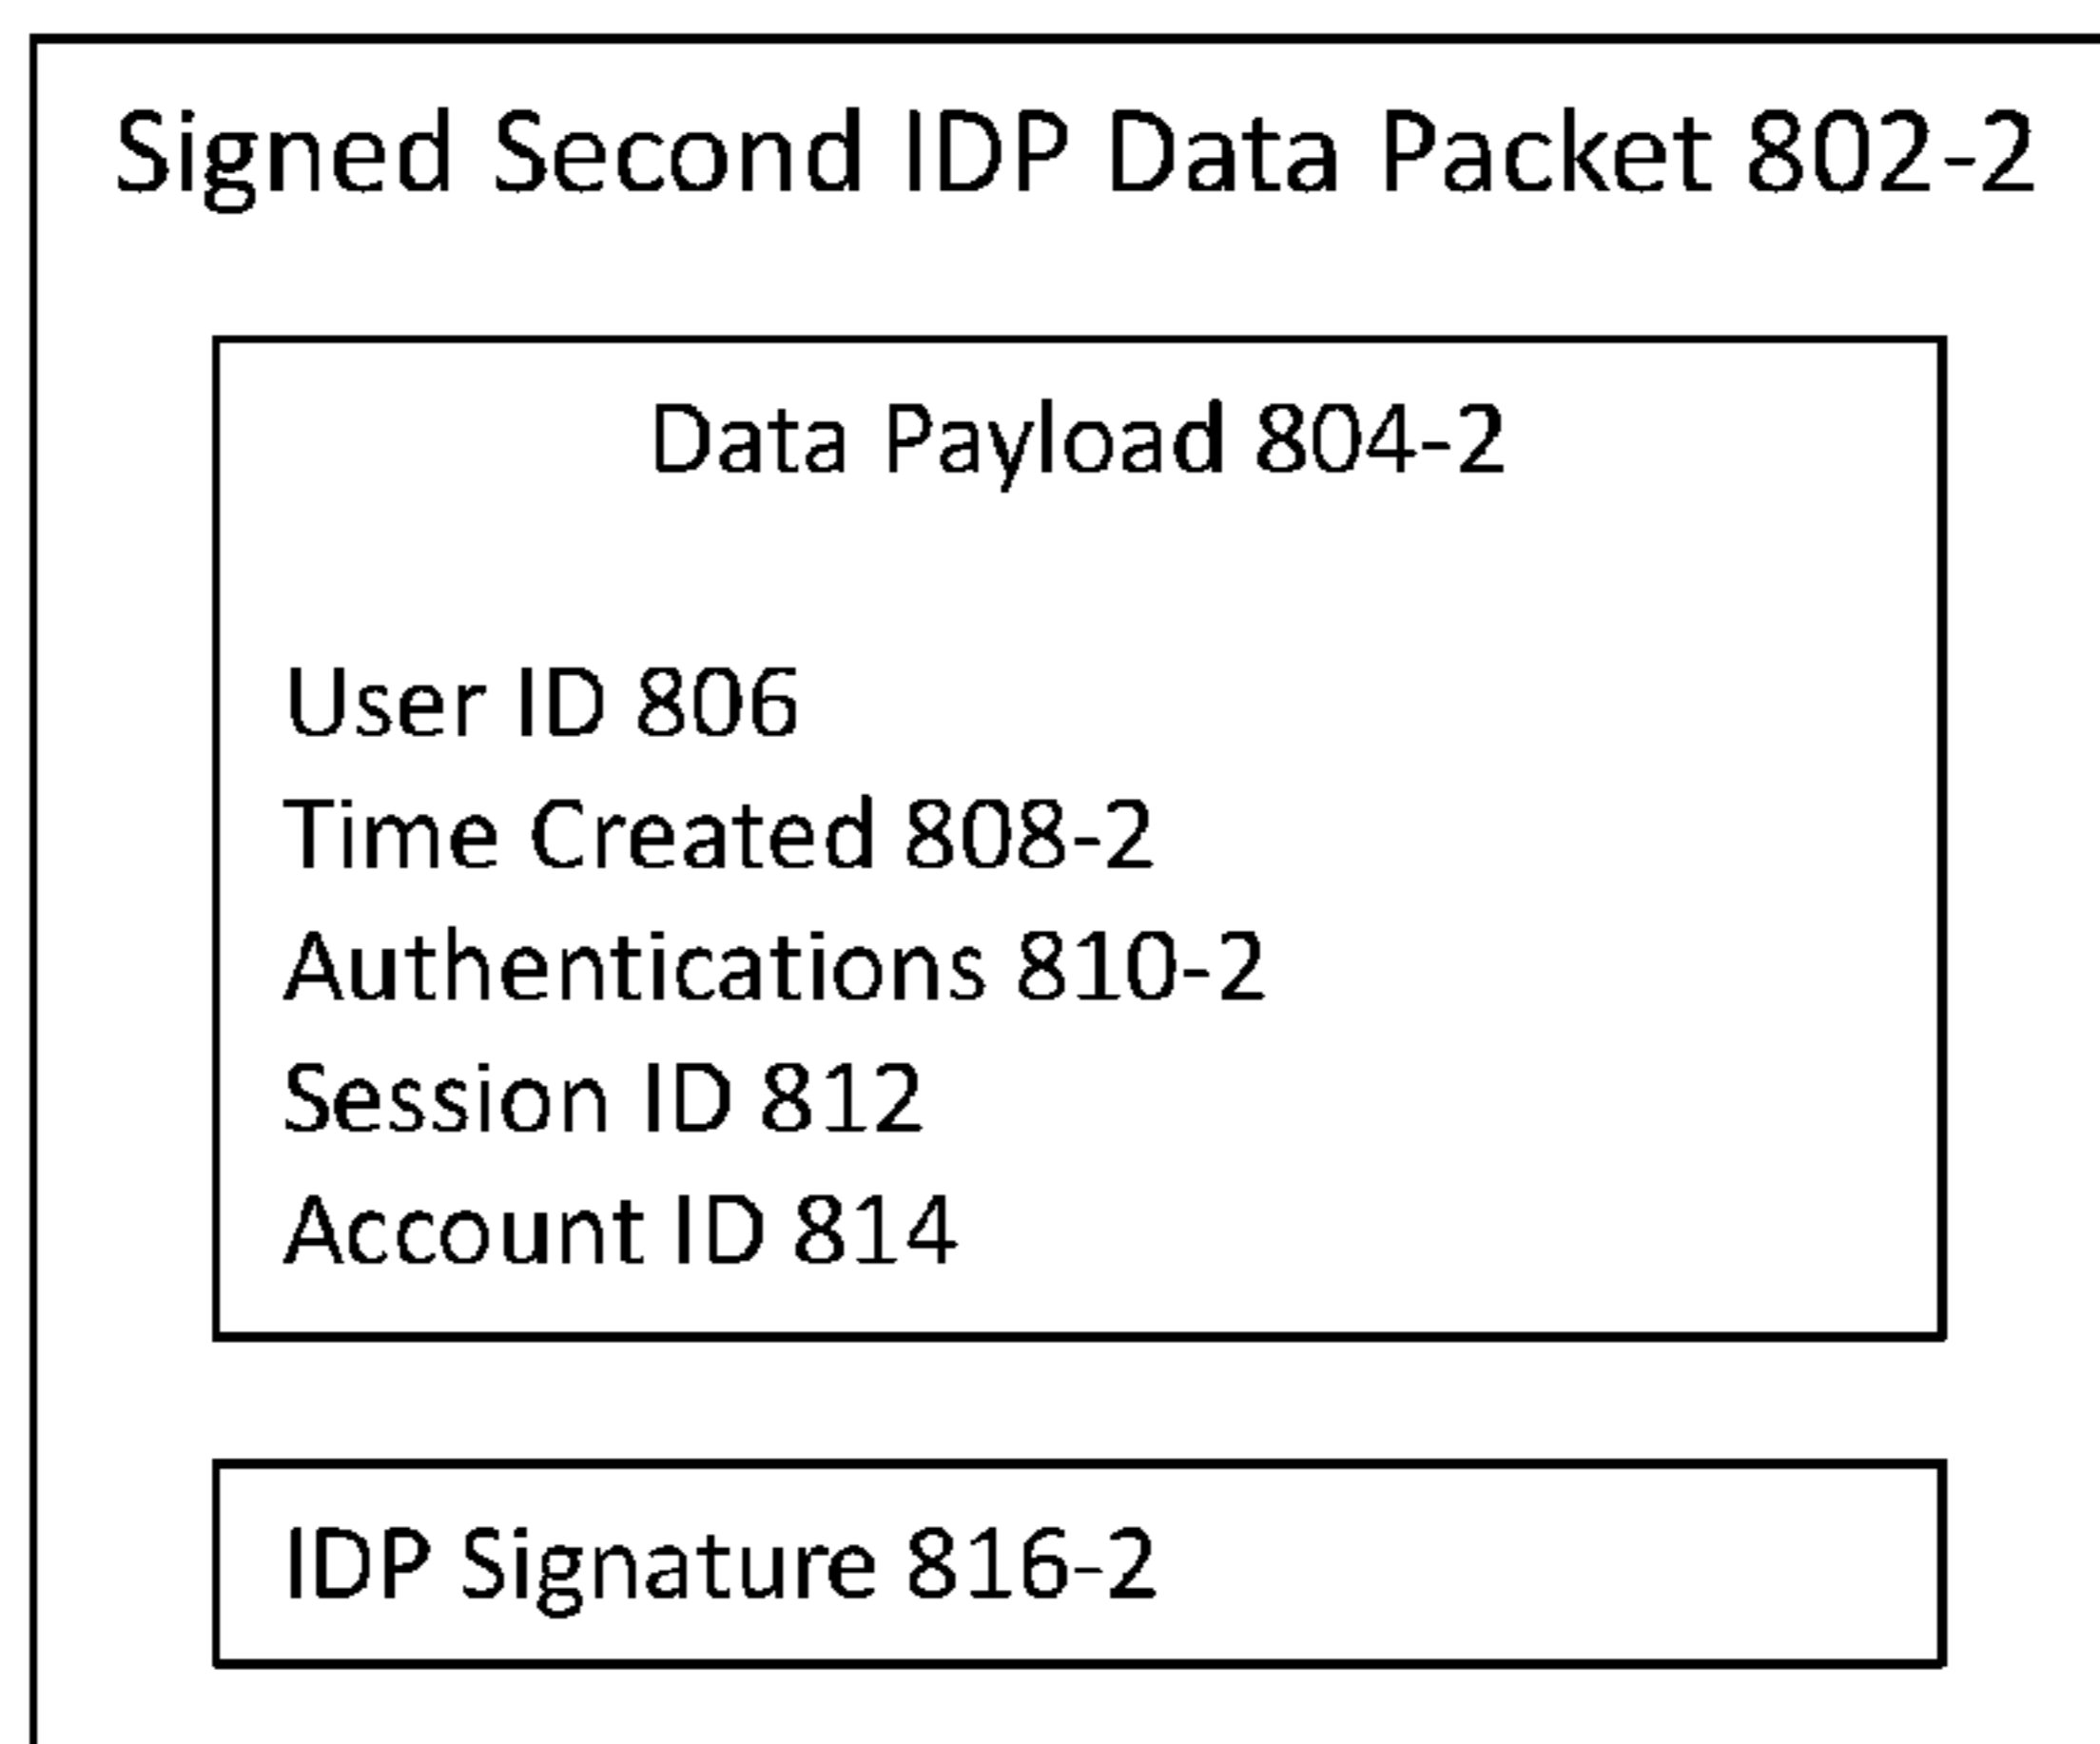 Signed Second IDP Data Packet 802-2
Data Payload 804-2
User ID 806
Time Created 808-2
Authentications 810-2
Session ID 812
Account ID 814
IDP Signature 816-2